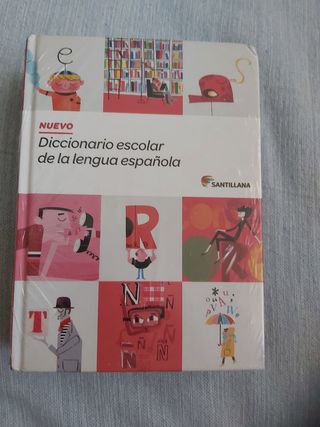 e
S
NUEVO
Diccionario escolar
de la lengua española
SANTILLANA
R
T
N
Ñ